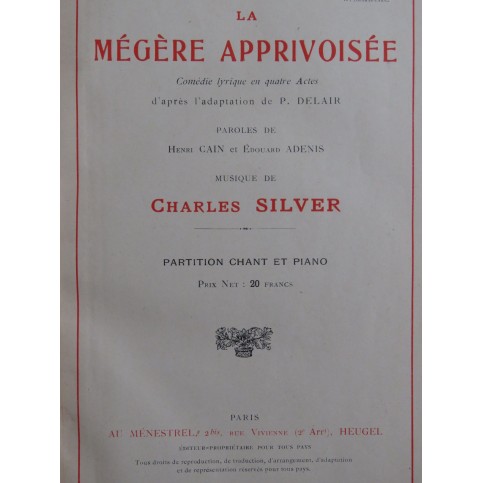 LA
MÉGÈRE APPRIVOISÉE
Comédie lyrique en quatre Actes
d'après l'adaptation de P. DELAIR
PAROLES DE
HENRI CAIN ET ÉDOUARD ADENIS
MUSIQUE DE
CHARLES SILVER
PARTITION CHANT ET PIANO
PRIX NET : 20 FRANCS
PARIS
AU MÉNESTREL, 2 bis, RUE VIVIENNE (2e Arrt), HEUGEL
ÉDITEUR-PROPRIÉTAIRE POUR TOUS PAYS
Tous droits de reproduction, de traduction, d'arrangement, d'adaptation
et de représentation réservés pour tous pays.